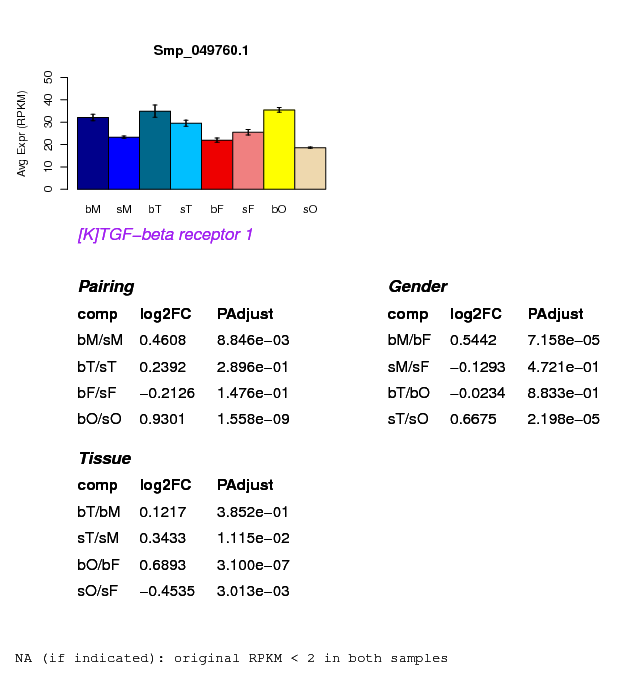 Smp_049760.1
Avg Expr (RPKM)
0 10 20 30 40 50
bM sM bT sT bF sF bO sO
[K]TGF−beta receptor 1
Pairing
comp log2FC PAdjust
bM/sM 0.4608 8.846e−03
bT/sT 0.2392 2.896e−01
bF/sF −0.2126 1.476e−01
bO/sO 0.9301 1.558e−09
Gender
comp log2FC PAdjust
bM/bF 0.5442 7.158e−05
sM/sF −0.1293 4.721e−01
bT/bO −0.0234 8.833e−01
sT/sO 0.6675 2.198e−05
Tissue
comp log2FC PAdjust
bT/bM 0.1217 3.852e−01
sT/sM 0.3433 1.115e−02
bO/bF 0.6893 3.100e−07
sO/sF −0.4535 3.013e−03
NA (if indicated): original RPKM < 2 in both samples